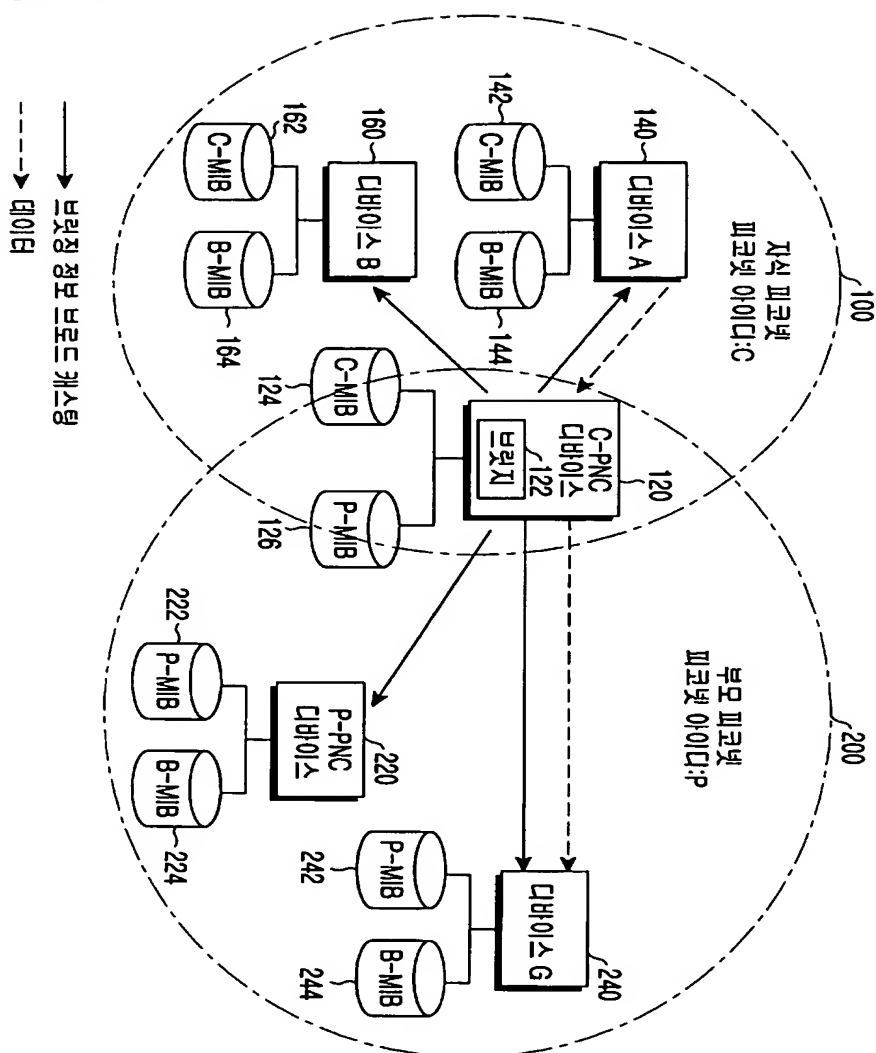 100
자식 피코넷
피코넷 아이디:C
140
디바이스 A
142
C-MIB
B-MIB
144
160
디바이스 B
162
C-MIB
B-MIB
164
C-PNC
디바이스
브릿지
122
120
124
C-MIB
P-MIB
126
200
부모 피코넷
피코넷 아이디:P
P-PNC
디바이스
220
222
P-MIB
B-MIB
224
디바이스 G
240
242
P-MIB
B-MIB
244
브릿징 정보 브로드 캐스팅
데이터